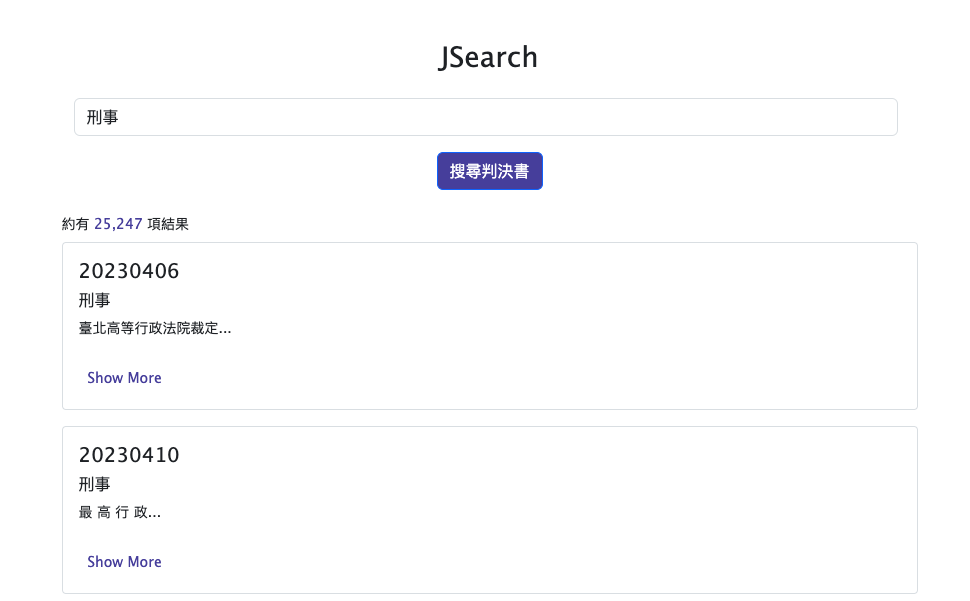 JSearch
刑事
搜尋判決書
約有 25,247 項結果
20230406
刑事
臺北高等行政法院裁定...
Show More
20230410
刑事
最 高 行 政...
Show More